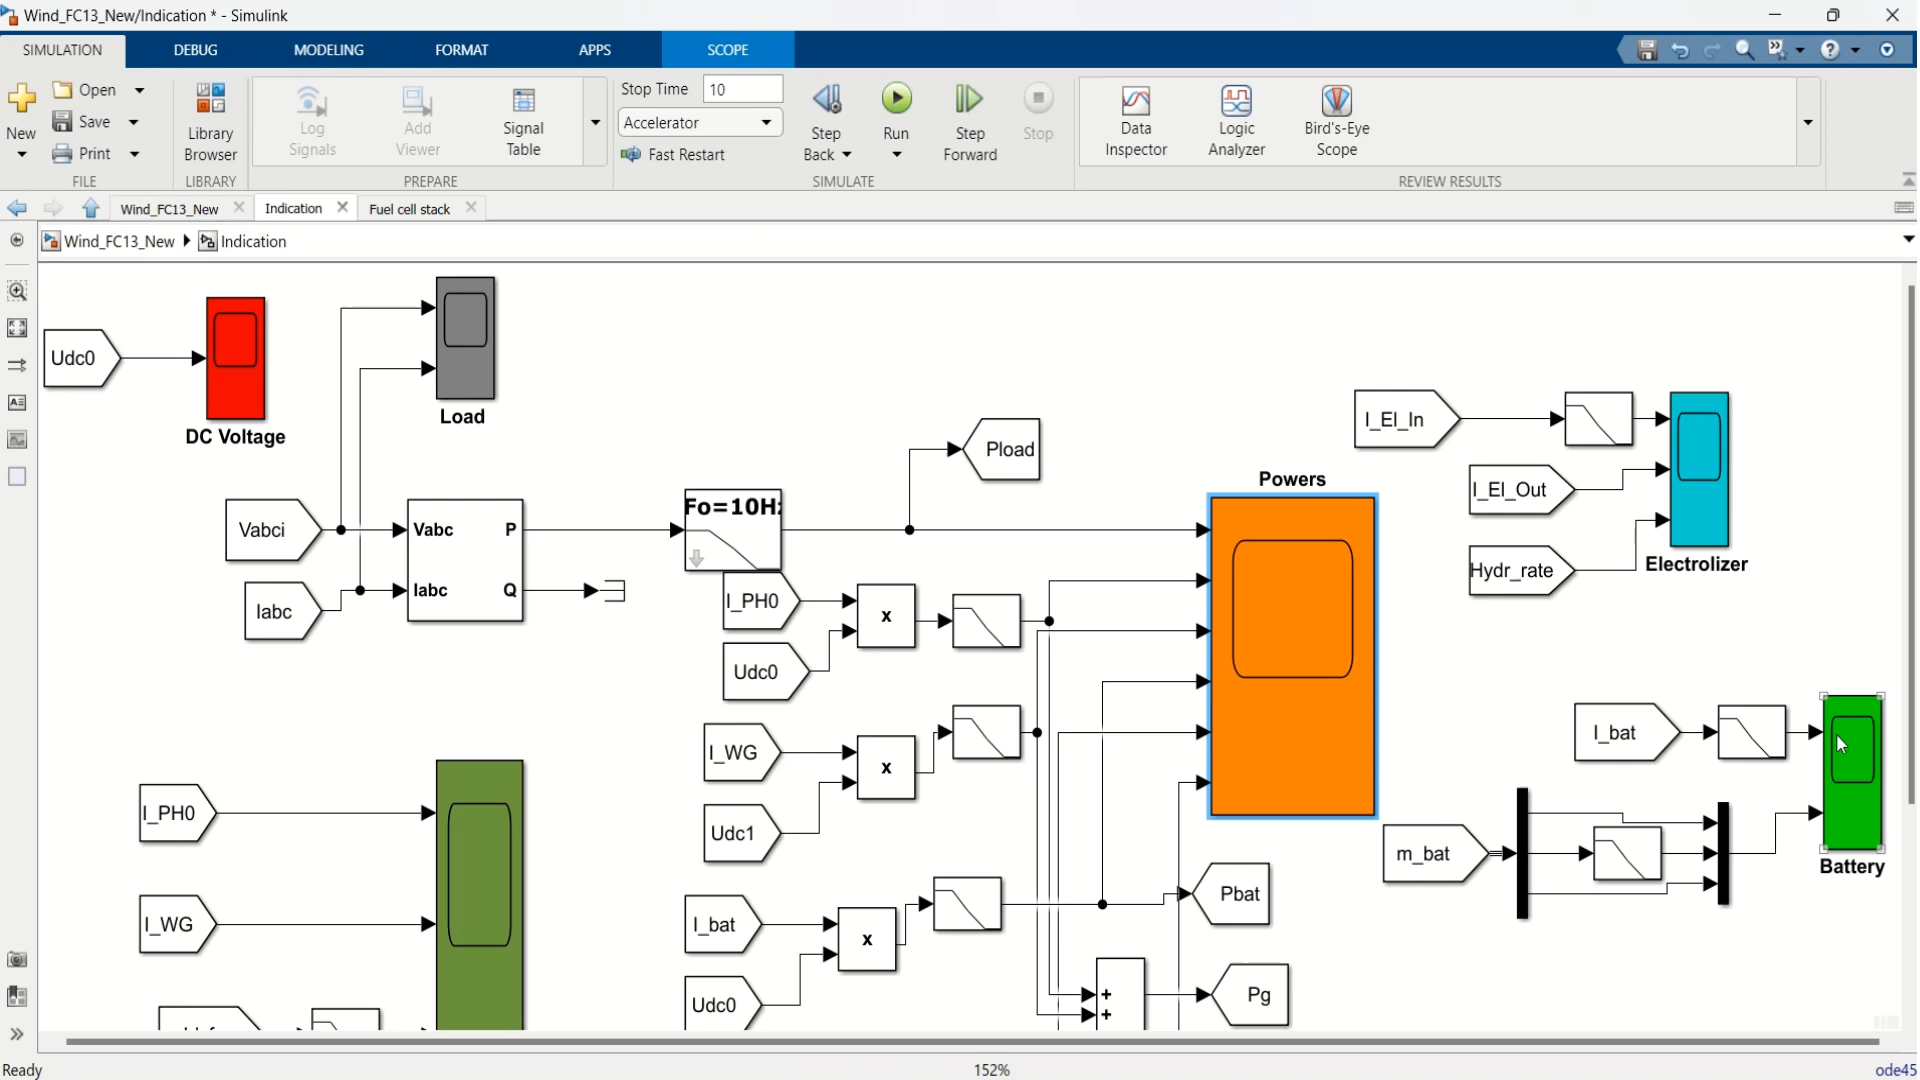 Wind_FC13_New/Indication * - Simulink
SIMULATION DEBUG MODELING FORMAT APPS SCOPE
New
Open
Save
Print
FILE
Library
Browser
LIBRARY
Log
Signals
Add
Viewer
Signal
Table
PREPARE
Stop Time 10
Accelerator
Fast Restart
Step
Back
Run
Step
Forward
Stop
SIMULATE
Data
Inspector
Logic
Analyzer
Bird's-Eye
Scope
REVIEW RESULTS
Wind_FC13_New Indication Fuel cell stack
Wind_FC13_New Indication
Udc0
DC Voltage
Load
Vabci
Iabc
Vabc
Iabc
P
Q
Fo=10Hz
Pload
I_PH0
Udc0
x
I_WG
Udc1
x
I_bat
Udc0
x
Powers
Pbat
+
+
Pg
I_El_In
I_El_Out
Hydr_rate
Electrolizer
I_bat
m_bat
Battery
I_PH0
I_WG
Ready
152%
ode45